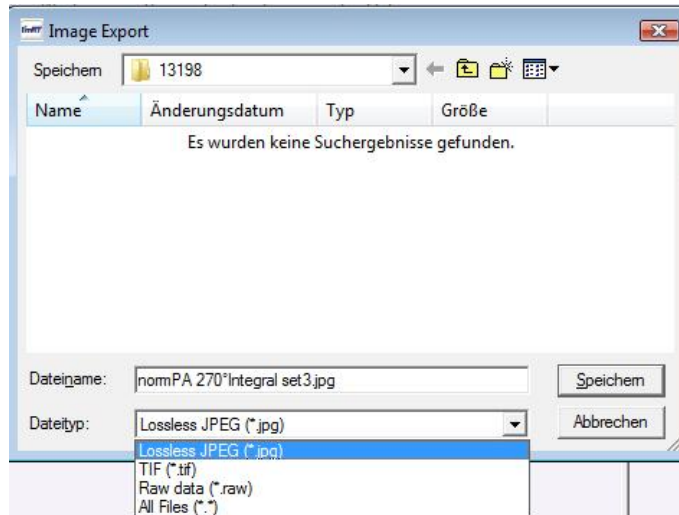 Image Export
Speichern 13198
Name Änderungsdatum Typ Größe
Es wurden keine Suchergebnisse gefunden.
Dateiname: normPA 270°Integral set3.jpg Speichern
Dateityp: Lossless JPEG (*.jpg) Abbrechen
Lossless JPEG (*.jpg)
TIF (*.tif)
Raw data (*.raw)
All Files (*.*)